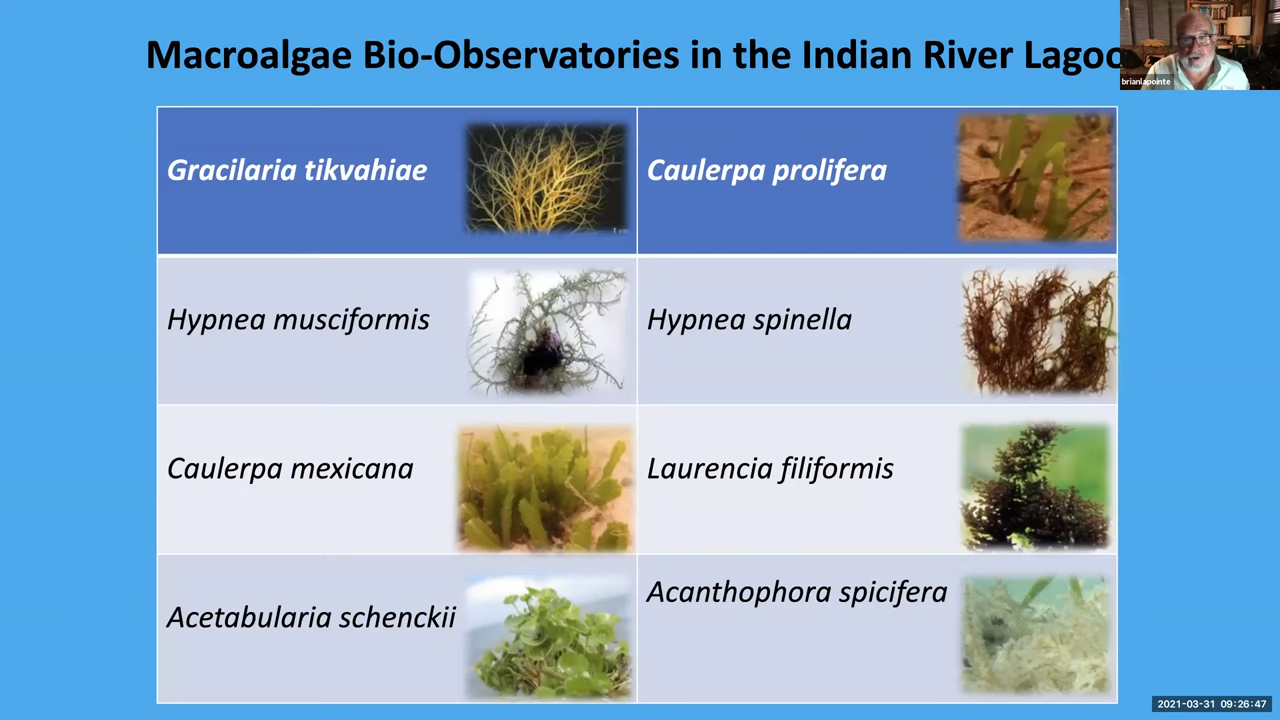 Macroalgae Bio-Observatories in the Indian River Lagoo
brianlapointe
Gracilaria tikvahiae
Caulerpa prolifera
Hypnea musciformis
Hypnea spinella
Caulerpa mexicana
Laurencia filiformis
Acetabularia schenckii
Acanthophora spicifera
2021-03-31 09:26:47